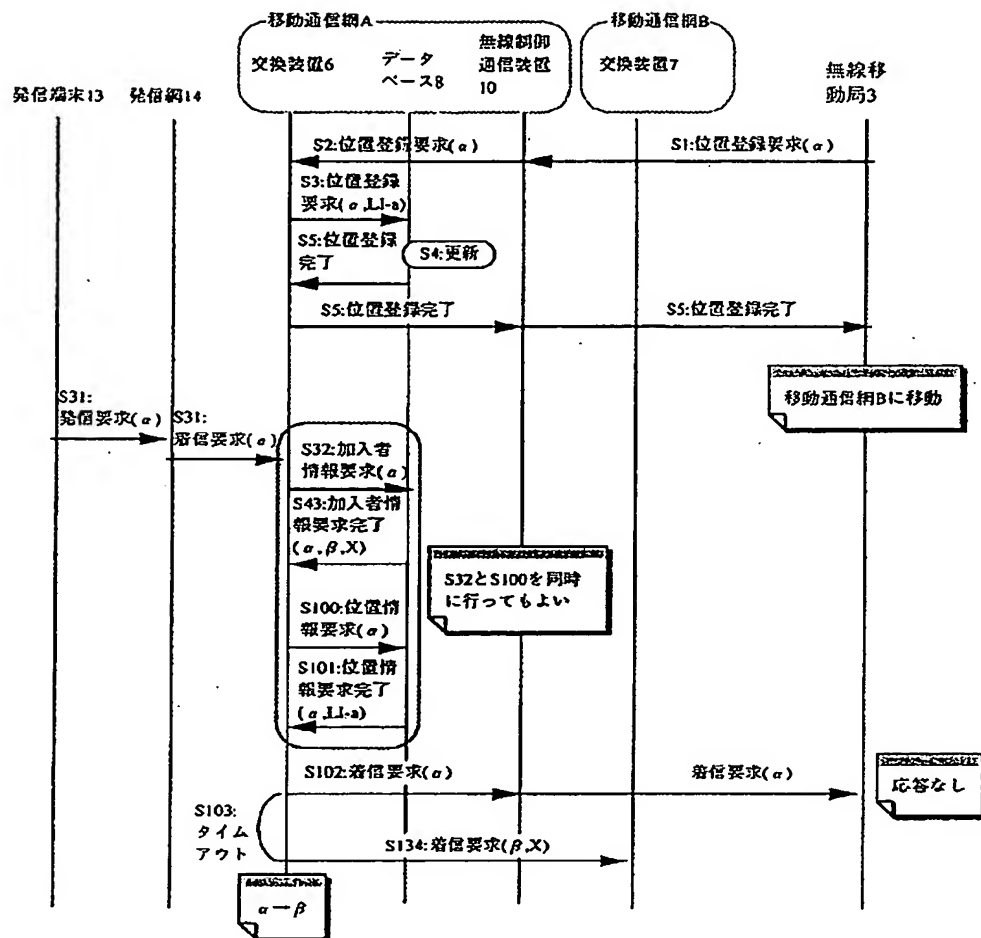 移動通信網A
移動通信網B
交換装置6
データ
ベース8
無線制御
通信装置
10
交換装置7
無線移
動局3
発信端末13
発信網14
S2:位置登録要求(α)
S1:位置登録要求(α)
S3:位置登録
要求(α,LI-a)
S5:位置登録
完了
S4:更新
S5:位置登録完了
S5:位置登録完了
移動通信網Bに移動
S31:
発信要求(α)
S31:
着信要求(α)
S32:加入者
情報要求(α)
S43:加入者情
報要求完了
(α,β,X)
S32とS100を同時
に行ってもよい
S100:位置情
報要求(α)
S101:位置情
報要求完了
(α,LI-a)
S102:着信要求(α)
着信要求(α)
応答なし
S103:
タイム
アウト
S134:着信要求(β,X)
α→β